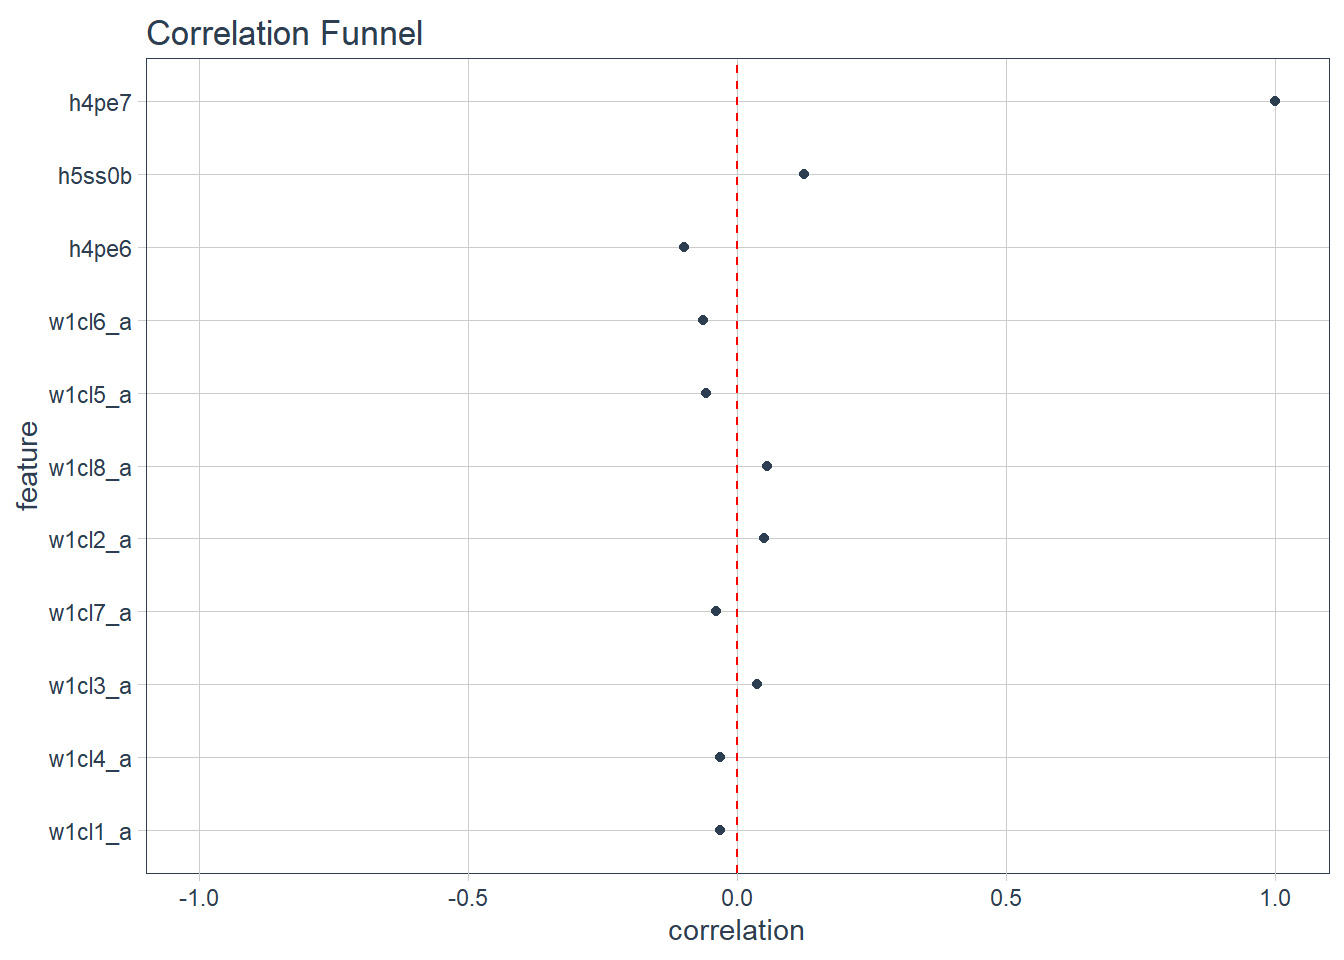 Correlation Funnel
h4pe7
h5ss0b
h4pe6
w1cl6_a
w1cl5_a
w1cl8_a
w1cl2_a
w1cl7_a
w1cl3_a
w1cl4_a
w1cl1_a
feature
-1.0 -0.5 0.0 0.5 1.0
correlation